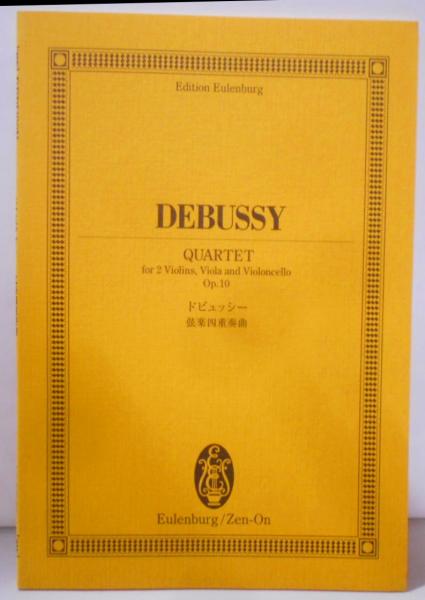 Edition Eulenburg
DEBUSSY
QUARTET
for 2 Violins, Viola and Violoncello
Op. 10
ドビュッシー
弦楽四重奏曲
Eulenburg/Zen-On